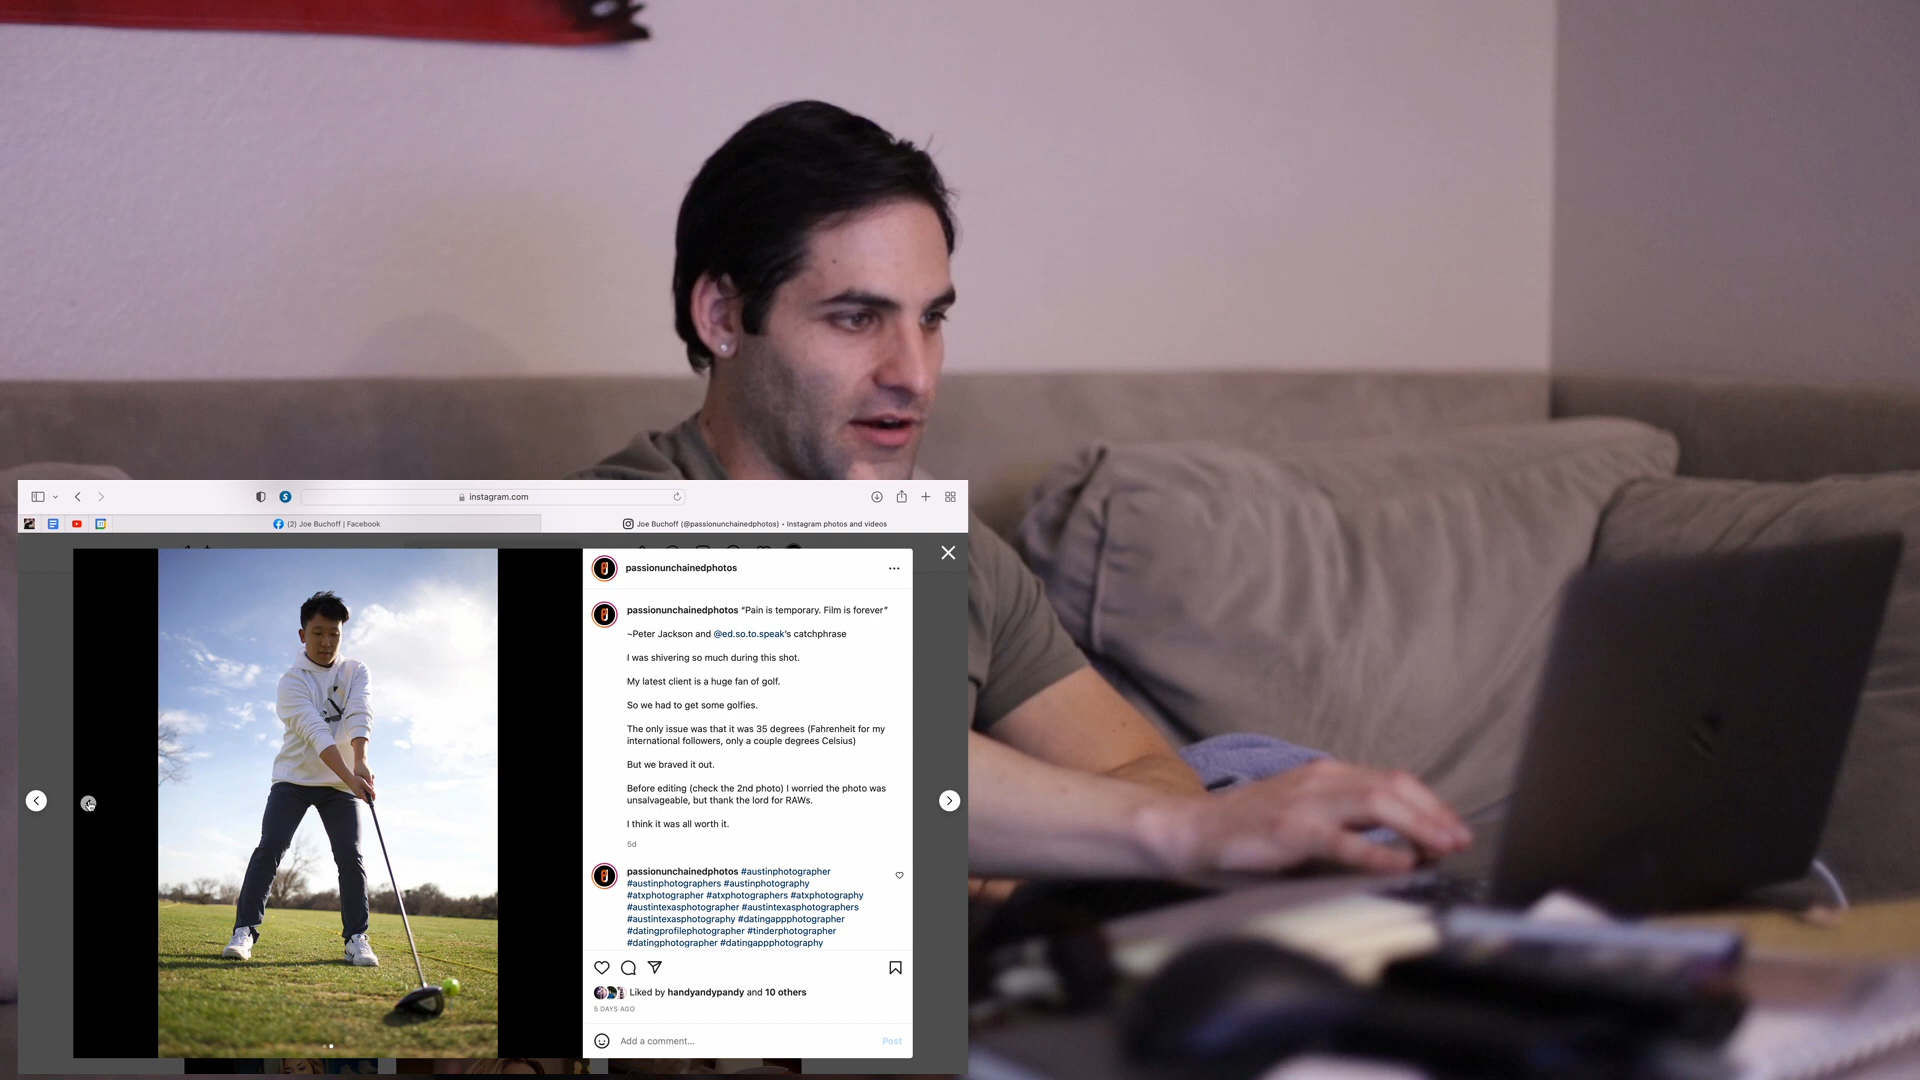 instagram.com
(2) Joe Buchoff | Facebook
Joe Buchoff (@passionunchainedphotos) • Instagram photos and videos
passionunchainedphotos
passionunchainedphotos "Pain is temporary. Film is forever"
~Peter Jackson and @ed.so.to.speak's catchphrase
I was shivering so much during this shot.
My latest client is a huge fan of golf.
So we had to get some golfies.
The only issue was that it was 35 degrees (Fahrenheit for my
international followers, only a couple degrees Celsius)
But we braved it out.
Before editing (check the 2nd photo) I worried the photo was
unsalvageable, but thank the lord for RAWs.
I think it was all worth it.
5d
passionunchainedphotos #austinphotographer
#austinphotographers #austinphotography
#atxphotographer #atxphotographers #atxphotography
#austintexasphotographer #austintexasphotographers
#austintexasphotography #datingappphotographer
#datingprofilephotographer #tinderphotographer
#datingphotographer #datingappphotography
Liked by handyandypandy and 10 others
5 DAYS AGO
Add a comment...
Post